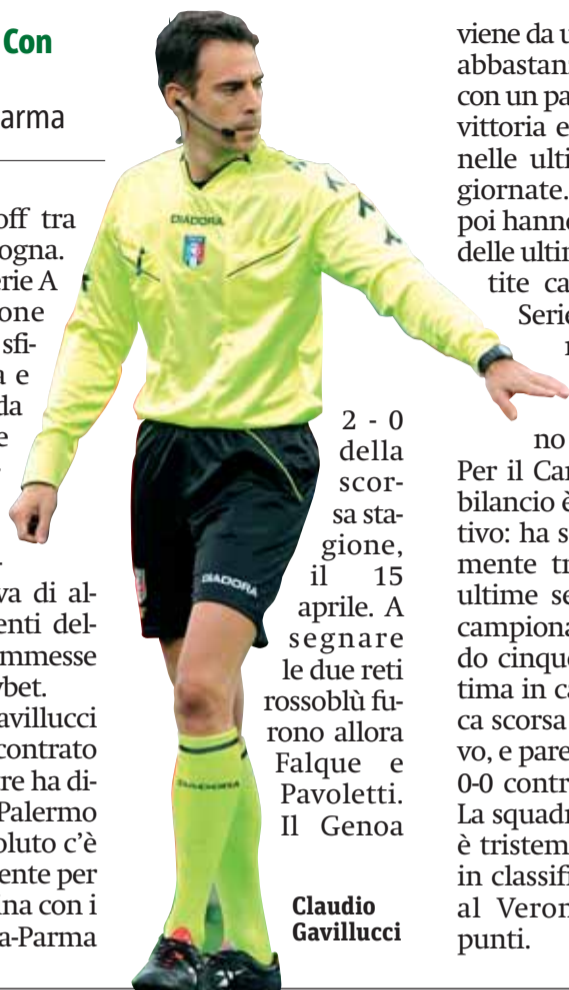 Con
arma
off tra
ogna.
rie A
one
sfi-
a e
da
e
va di al-
enti del-
mmesse
bet.
avillucci
contrato
re ha di-
Palermo
oluto c'è
ente per
ina con i
a-Parma
DIADORA
DIADORA
DIADORA
2 - 0
della
scor-
sa sta-
gione,
il 15
aprile. A
segnare
le due reti
rossoblù fu-
rono allora
Falque e
Pavoletti.
Il Genoa
Claudio
Gavillucci
viene da u
abbastanz
con un pa
vittoria e
nelle ulti
giornate.
poi hanno
delle ultim
tite ca
Serie
no
Per il Car
bilancio è
tivo: ha s
mente tr
ultime se
campiona
do cinque
tima in ca
ca scorsa
vo, e pare
0-0 contr
La squadr
è tristem
in classifi
al Veron
punti.